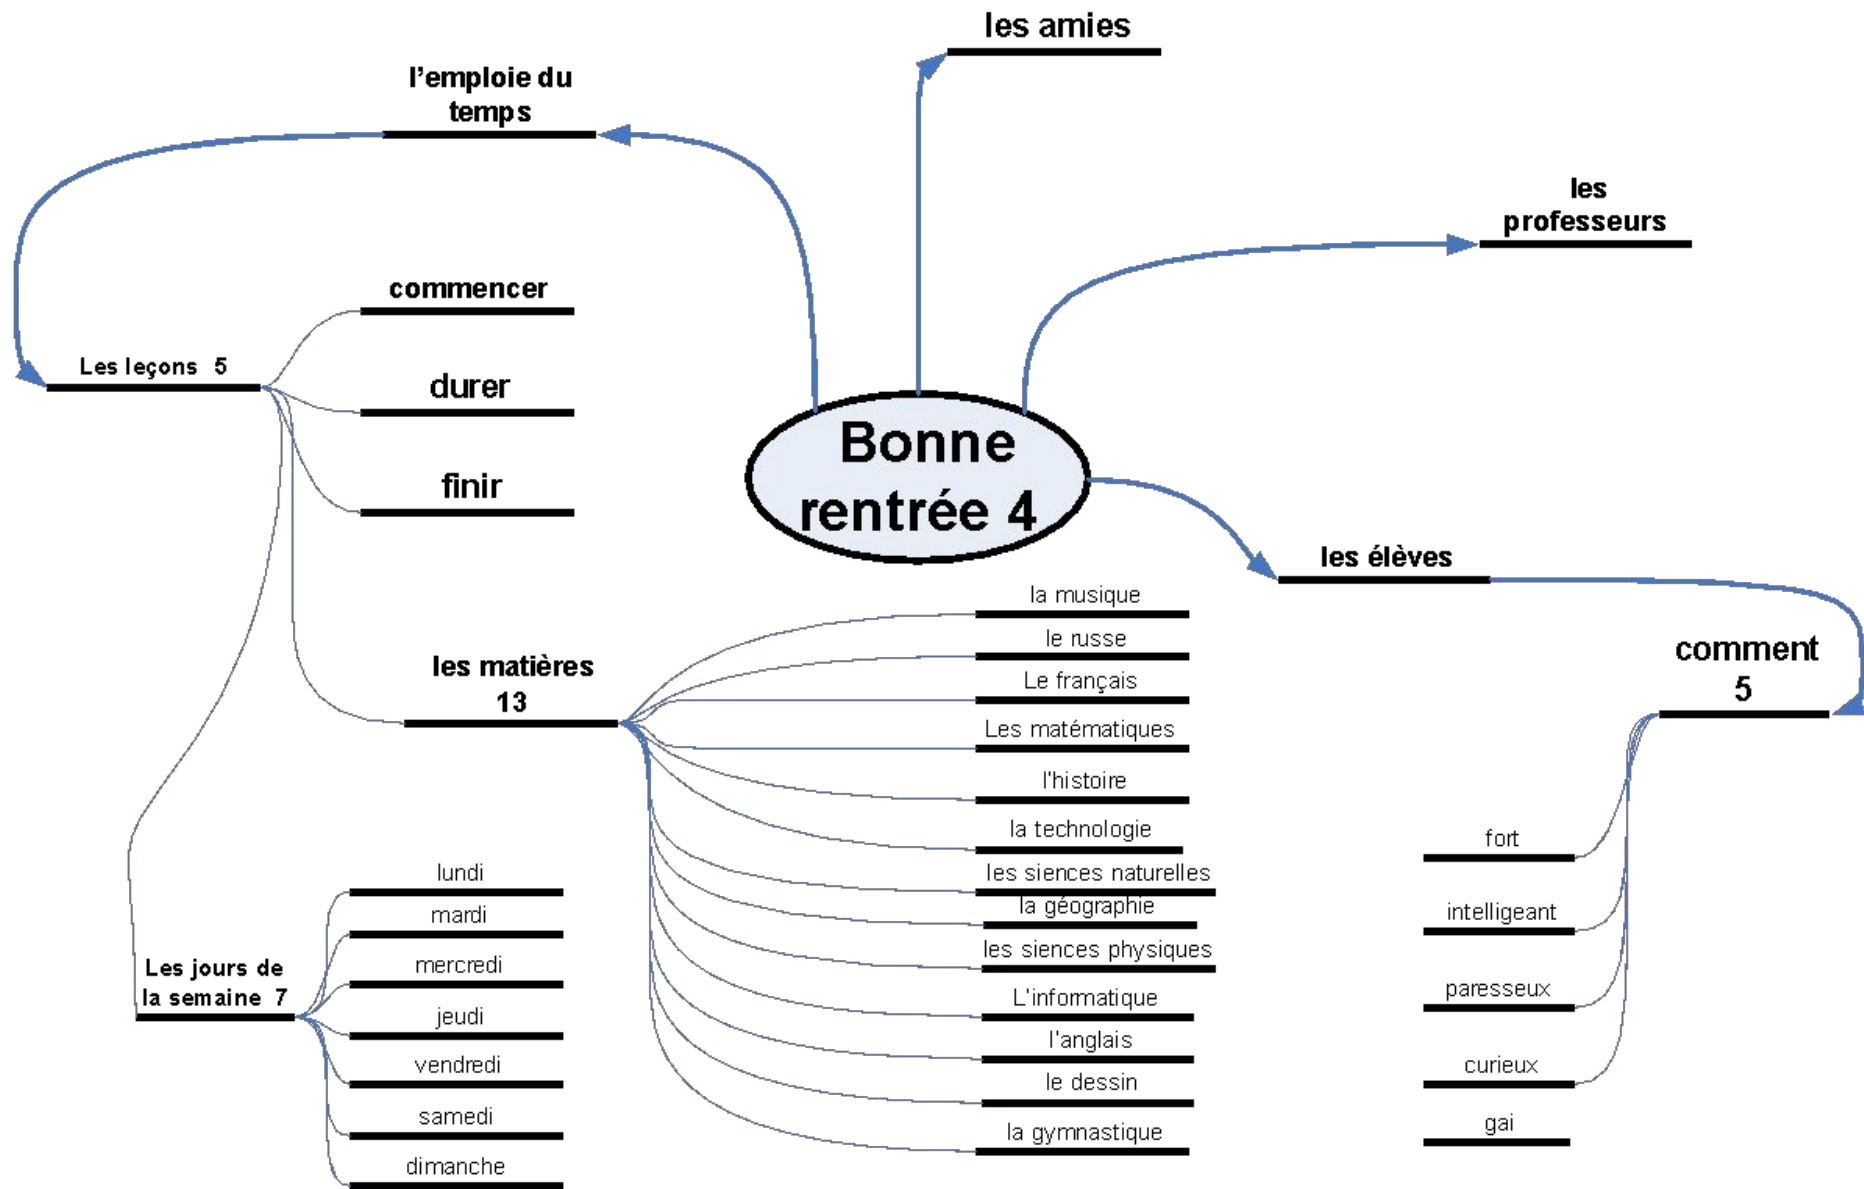 les amies
l'emploie du
temps
les
professeurs
commencer
Les leçons 5
durer
finir
Bonne
rentrée 4
les élèves
comment
5
les matières
13
la musique
le russe
Le français
Les matématiques
l'histoire
la technologie
les siences naturelles
la géographie
les siences physiques
L'informatique
l'anglais
le dessin
la gymnastique
fort
intelligeant
paresseux
curieux
gai
Les jours de
la semaine 7
lundi
mardi
mercredi
jeudi
vendredi
samedi
dimanche